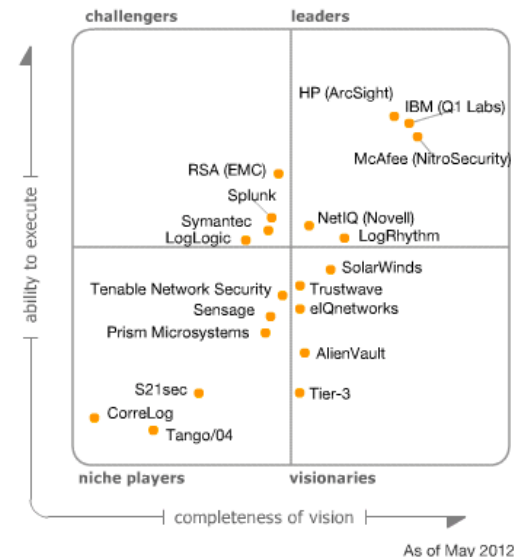 challengers
leaders
HP (ArcSight)
IBM (Q1 Labs)
McAfee (NitroSecurity)
RSA (EMC)
Splunk
Symantec
NetIQ (Novell)
LogLogic
LogRhythm
ability to execute
SolarWinds
Tenable Network Security
Trustwave
Sensage
eIQnetworks
Prism Microsystems
AlienVault
S21sec
Tier-3
CorreLog
Tango/04
niche players
visionaries
completeness of vision
As of May 2012